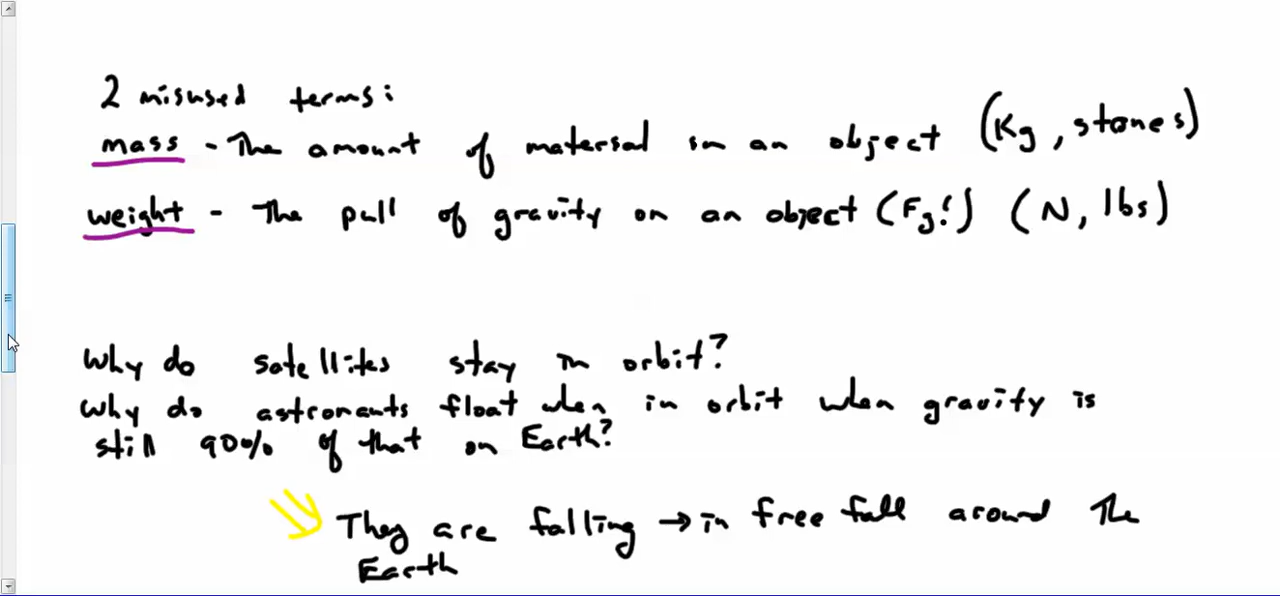 2 misused terms:
mass - The amount of material in an object (Kg, stones)
weight - The pull of gravity on an object (Fg!) (N, lbs)
Why do satellites stay in orbit?
Why do astronauts float when in orbit when gravity is
still 90% of that on Earth?
They are falling → in free fall around The
Earth